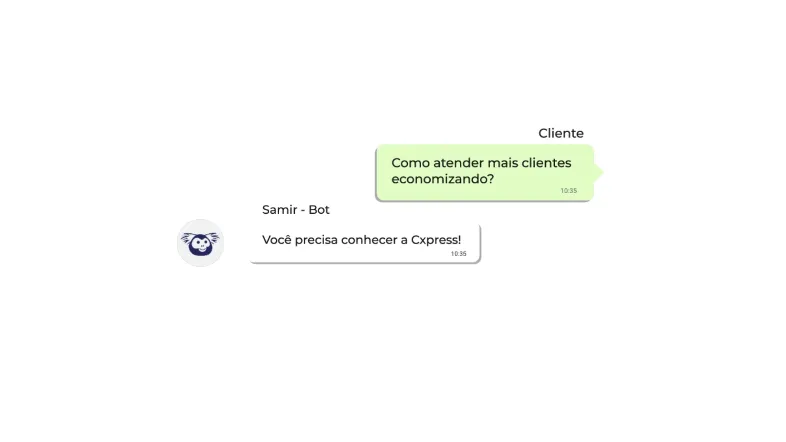 Cliente
Como atender mais clientes
economizando?
10:35
Samir - Bot
Você precisa conhecer a Cxpress!
10:35